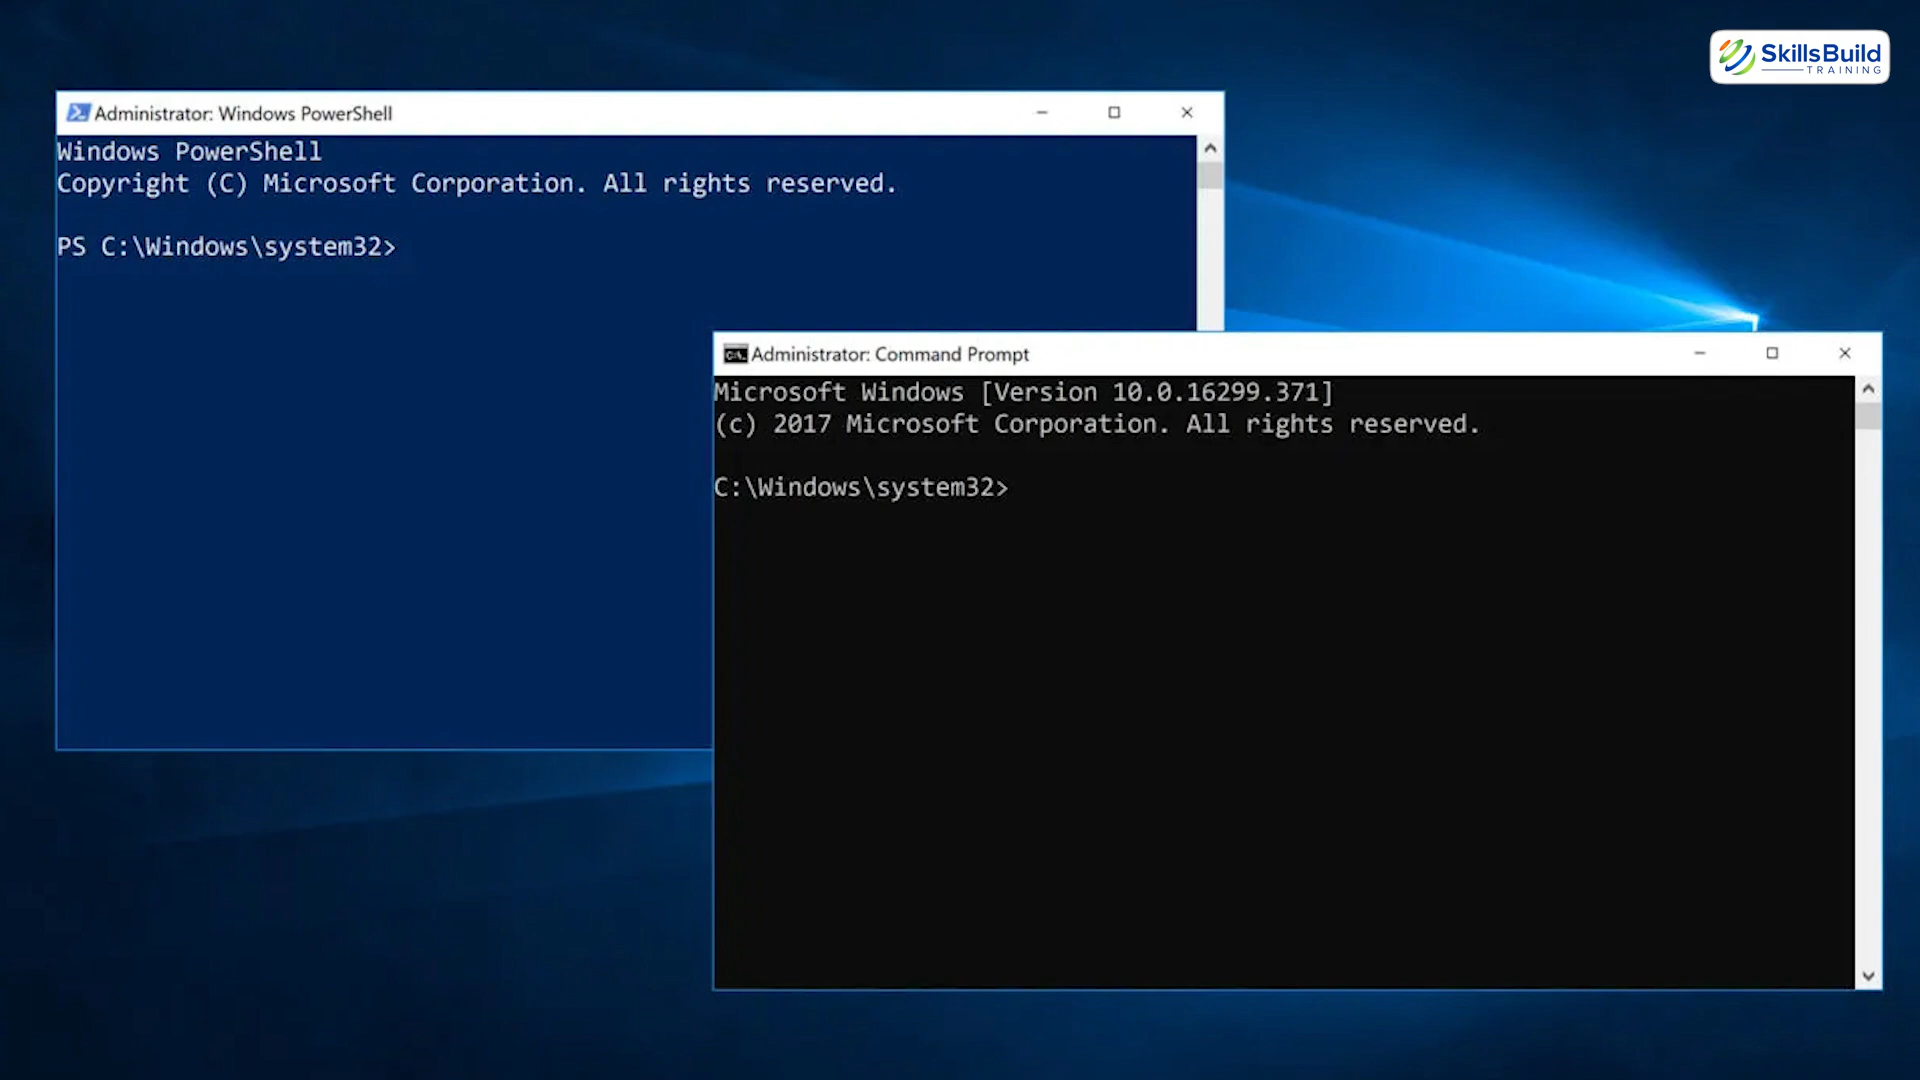 SkillsBuild
TRAINING
Administrator: Windows PowerShell
Windows PowerShell
Copyright (C) Microsoft Corporation. All rights reserved.
PS C:\Windows\system32>
C:\.
Administrator: Command Prompt
Microsoft Windows [Version 10.0.16299.371]
(c) 2017 Microsoft Corporation. All rights reserved.
C:\Windows\system32>